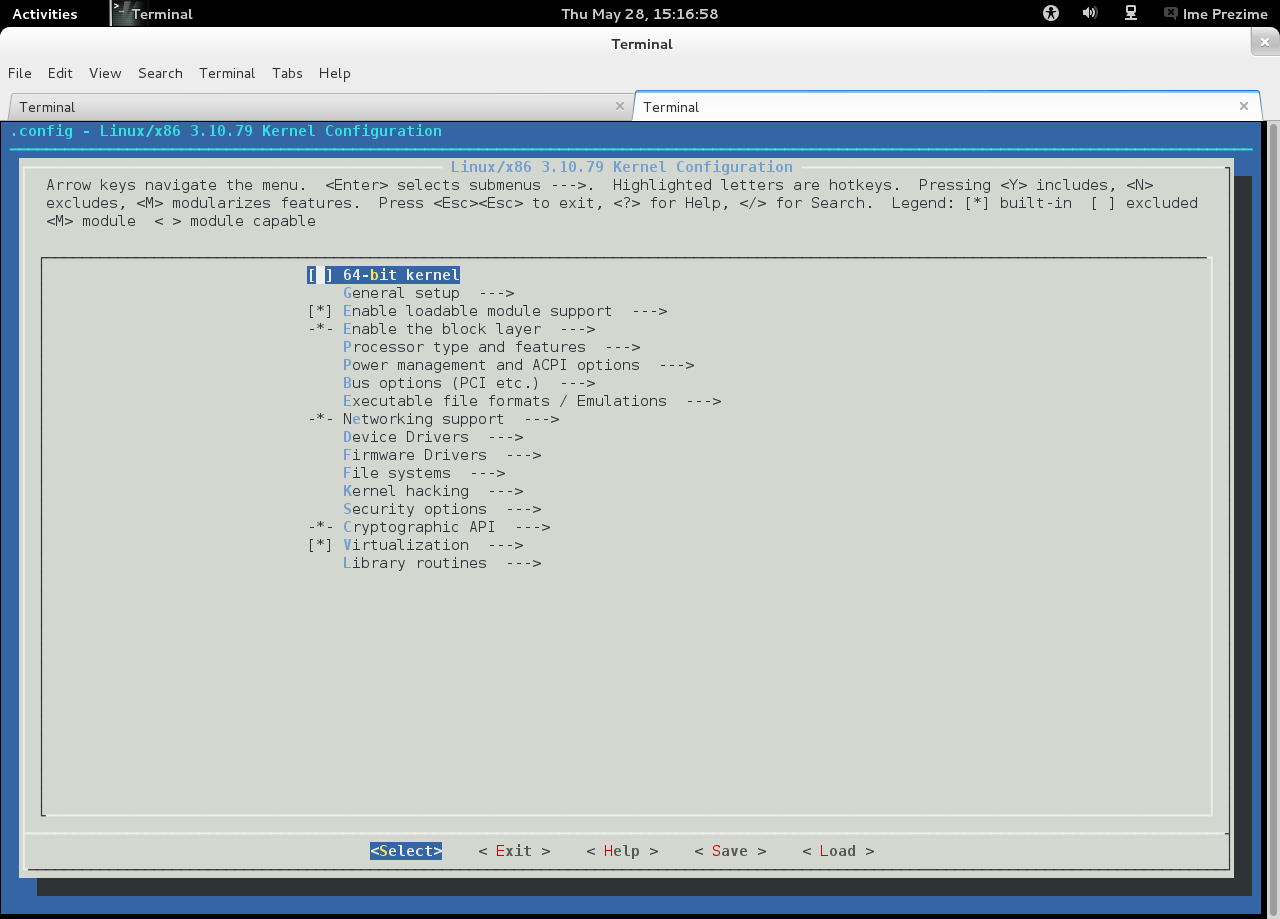 Activities Terminal Thu May 28, 15:16:58 Ime Prezime
Terminal
File Edit View Search Terminal Tabs Help
Terminal Terminal
.config - Linux/x86 3.10.79 Kernel Configuration
Linux/x86 3.10.79 Kernel Configuration
Arrow keys navigate the menu.  <Enter> selects submenus --->.  Highlighted letters are hotkeys.  Pressing <Y> includes, <N>
excludes, <M> modularizes features.  Press <Esc><Esc> to exit, <?> for Help, </> for Search.  Legend: [*] built-in  [ ] excluded
<M> module  < > module capable
[ ] 64-bit kernel
General setup  --->
[*] Enable loadable module support  --->
-*- Enable the block layer  --->
Processor type and features  --->
Power management and ACPI options  --->
Bus options (PCI etc.)  --->
Executable file formats / Emulations  --->
-*- Networking support  --->
Device Drivers  --->
Firmware Drivers  --->
File systems  --->
Kernel hacking  --->
Security options  --->
-*- Cryptographic API  --->
[*] Virtualization  --->
Library routines  --->
<Select>    < Exit >    < Help >    < Save >    < Load >